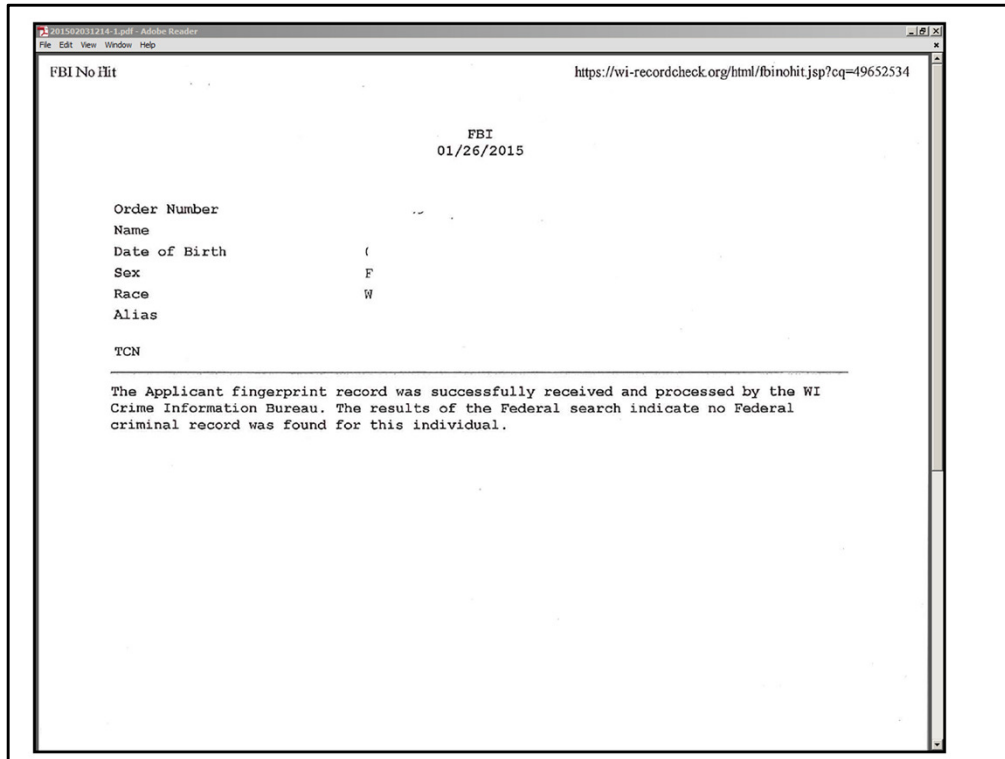 201502031214-1.pdf - Adobe Reader
File Edit View Window Help
FBI No Hit
https://wi-recordcheck.org/html/fbinohit.jsp?cq=49652534
FBI
01/26/2015
Order Number
Name
Date of Birth (
Sex F
Race W
Alias
TCN
The Applicant fingerprint record was successfully received and processed by the WI
Crime Information Bureau. The results of the Federal search indicate no Federal
criminal record was found for this individual.